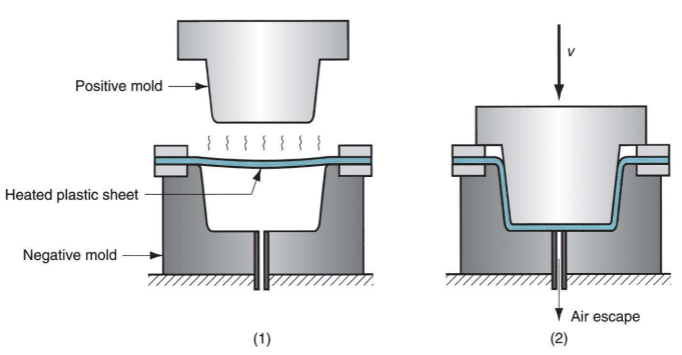 Positive mold
Heated plastic sheet
Negative mold
(1)
v
Air escape
(2)